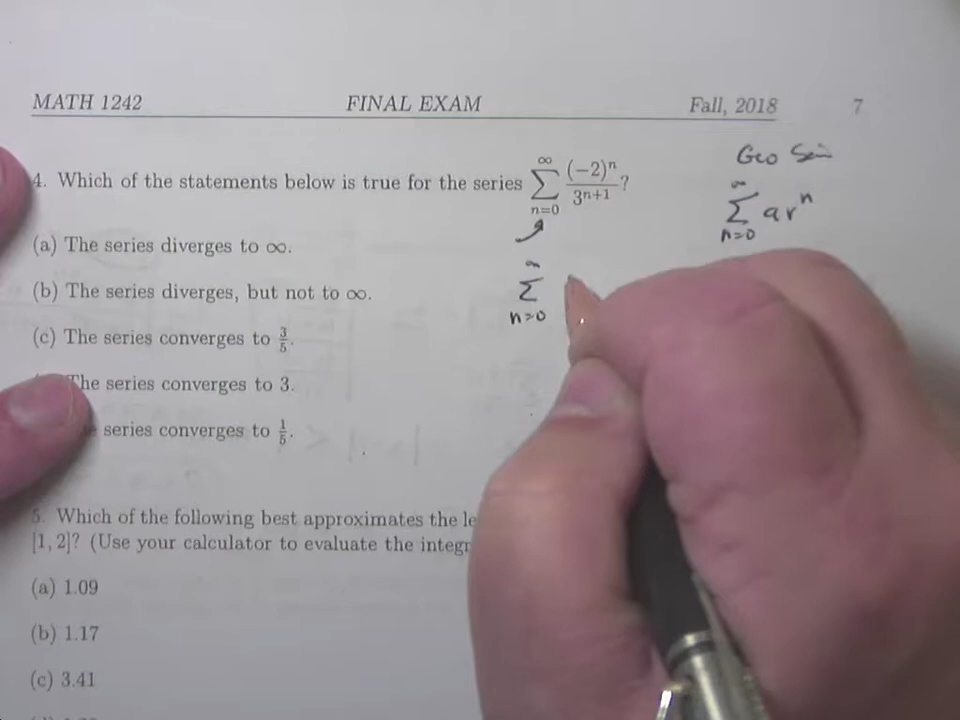 MATH 1242 FINAL EXAM Fall, 2018 7
4. Which of the statements below is true for the series ∑_{n=0}^{∞} (−2)^n / 3^{n+1}?
Geo
∑_{n=0}^{∞} ar^n
(a) The series diverges to ∞.
(b) The series diverges, but not to ∞.
∑_{n=0}^{∞}
(c) The series converges to 3/5.
The series converges to 3.
series converges to 1/5.
5. Which of the following best approximates the
[1, 2]? (Use your calculator to evaluate the
(a) 1.09
(b) 1.17
(c) 3.41